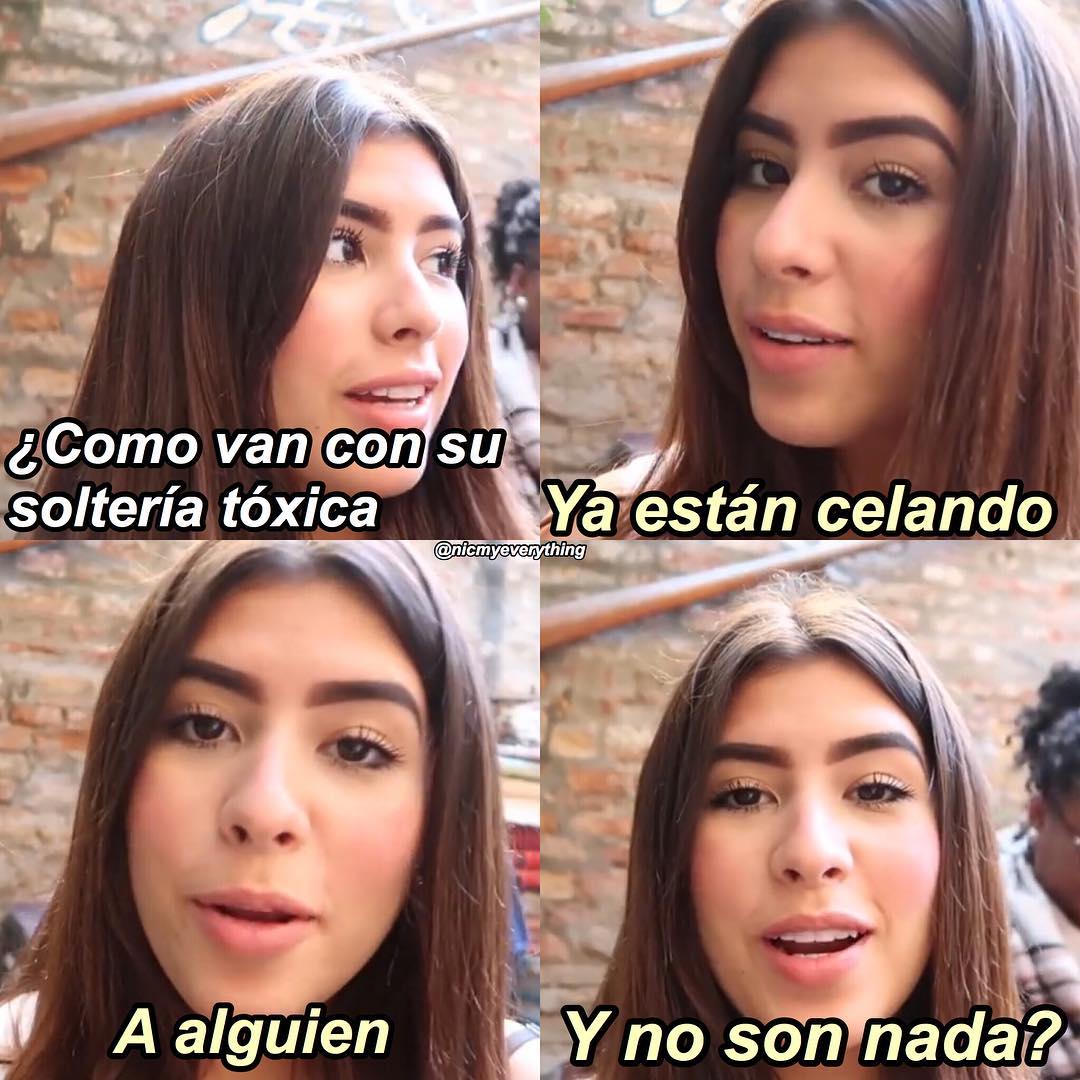 ¿Como van con su
soltería tóxica
Ya están celando
@nicmyeverything
A alguien
Y no son nada?